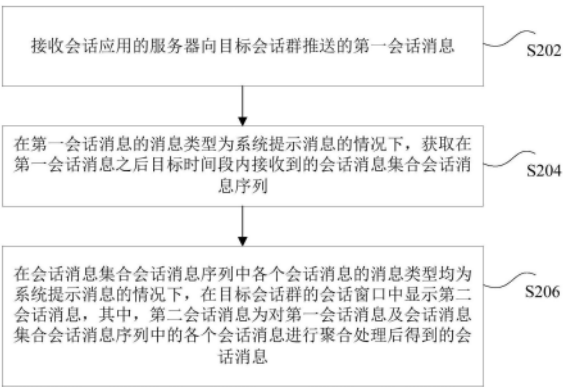 接收会话应用的服务器向目标会话群推送的第一会话消息
S202
在第一会话消息的消息类型为系统提示消息的情况下，获取在
第一会话消息之后目标时间段内接收到的会话消息集合会话消
息序列
S204
在会话消息集合会话消息序列中各个会话消息的消息类型均为
系统提示消息的情况下，在目标会话群的会话窗口中显示第二
会话消息，其中，第二会话消息为对第一会话消息及会话消息
集合会话消息序列中的各个会话消息进行聚合处理后得到的会
话消息
S206